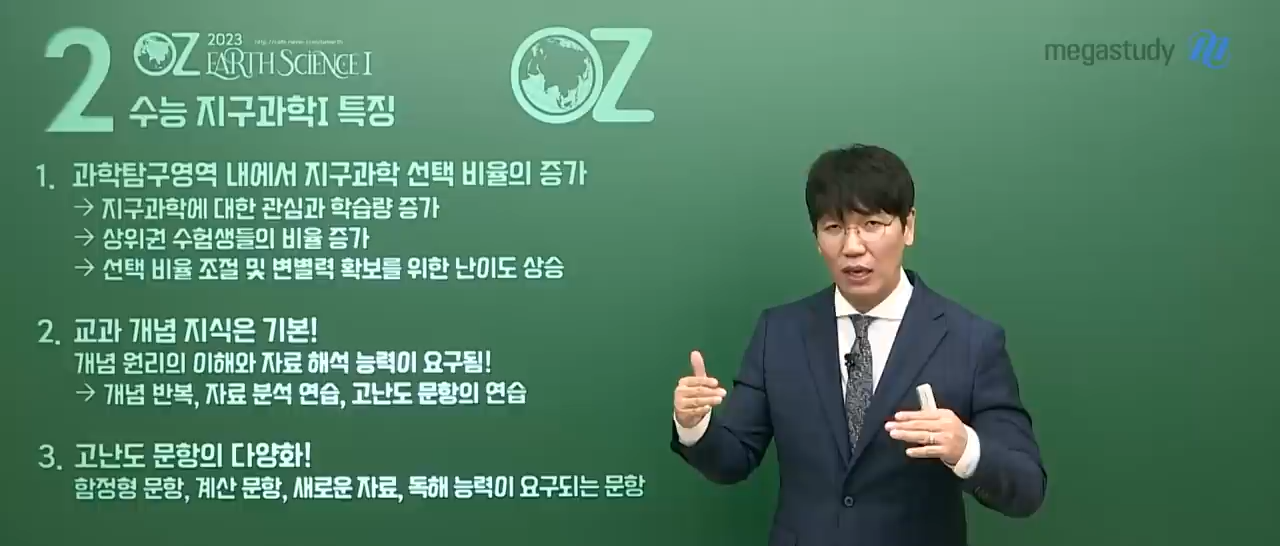 2
OZ 2023
EARTH SCIENCE I
수능 지구과학I 특징
OZ
megastudy
1. 과학탐구영역 내에서 지구과학 선택 비율의 증가
→ 지구과학에 대한 관심과 학습량 증가
→ 상위권 수험생들의 비율 증가
→ 선택 비율 조절 및 변별력 확보를 위한 난이도 상승
2. 교과 개념 지식은 기본!
개념 원리의 이해와 자료 해석 능력이 요구됨!
→ 개념 반복, 자료 분석 연습, 고난도 문항의 연습
3. 고난도 문항의 다양화!
함정형 문항, 계산 문항, 새로운 자료, 독해 능력이 요구되는 문항